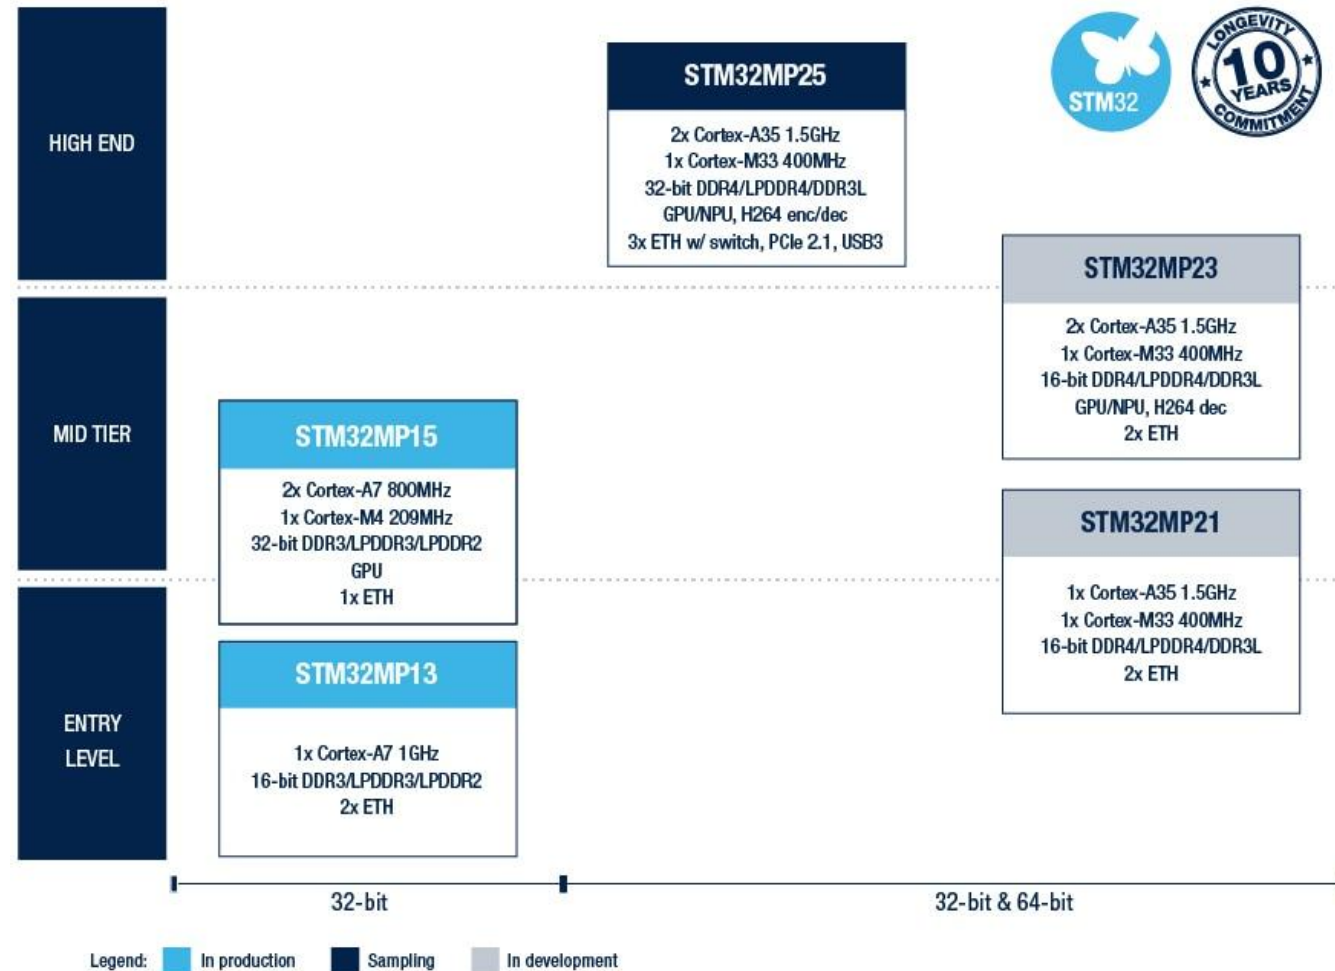 HIGH END
STM32MP25
2x Cortex-A35 1.5GHz
1x Cortex-M33 400MHz
32-bit DDR4/LPDDR4/DDR3L
GPU/NPU, H264 enc/dec
3x ETH w/ switch, PCIe 2.1, USB3
STM32
LONGEVITY
10
YEARS
COMMITMENT
STM32MP23
2x Cortex-A35 1.5GHz
1x Cortex-M33 400MHz
16-bit DDR4/LPDDR4/DDR3L
GPU/NPU, H264 dec
2x ETH
MID TIER
STM32MP15
2x Cortex-A7 800MHz
1x Cortex-M4 209MHz
32-bit DDR3/LPDDR3/LPDDR2
GPU
1x ETH
STM32MP21
1x Cortex-A35 1.5GHz
1x Cortex-M33 400MHz
16-bit DDR4/LPDDR4/DDR3L
2x ETH
ENTRY
LEVEL
STM32MP13
1x Cortex-A7 1GHz
16-bit DDR3/LPDDR3/LPDDR2
2x ETH
32-bit
32-bit & 64-bit
Legend: In production Sampling In development